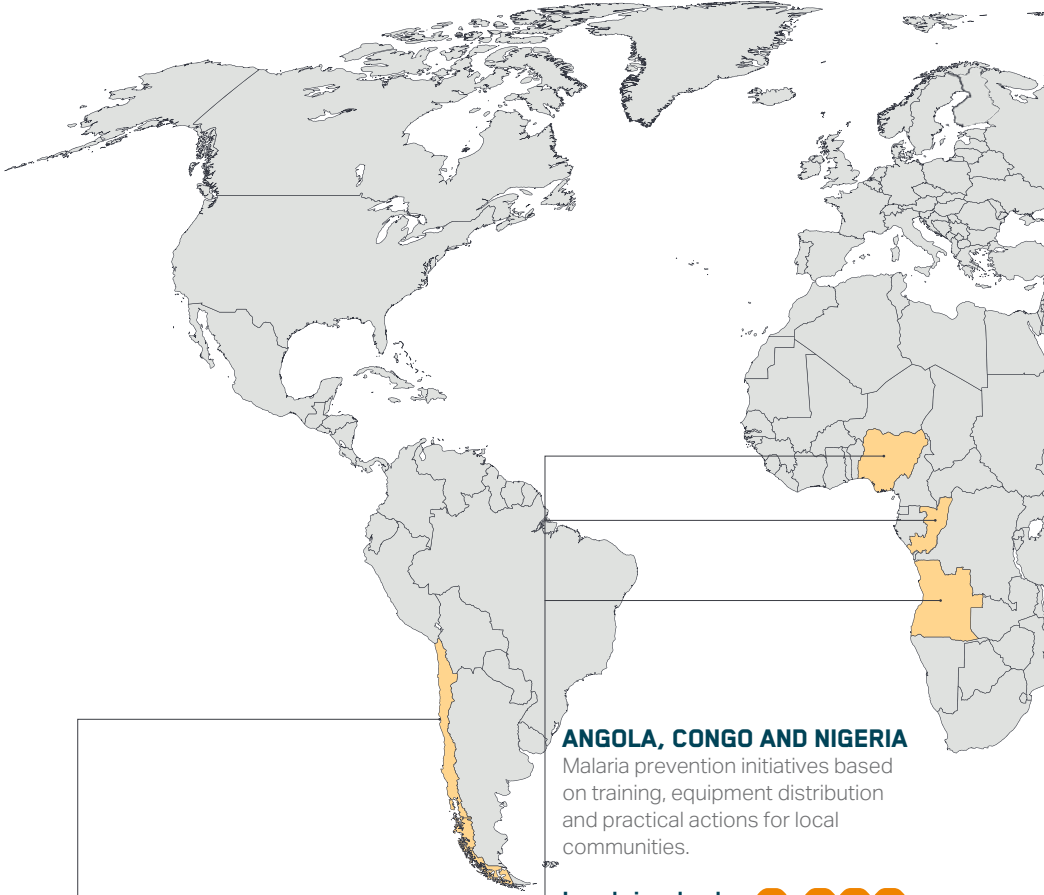 ANGOLA, CONGO AND NIGERIA
Malaria prevention initiatives based
on training, equipment distribution
and practical actions for local
communities.